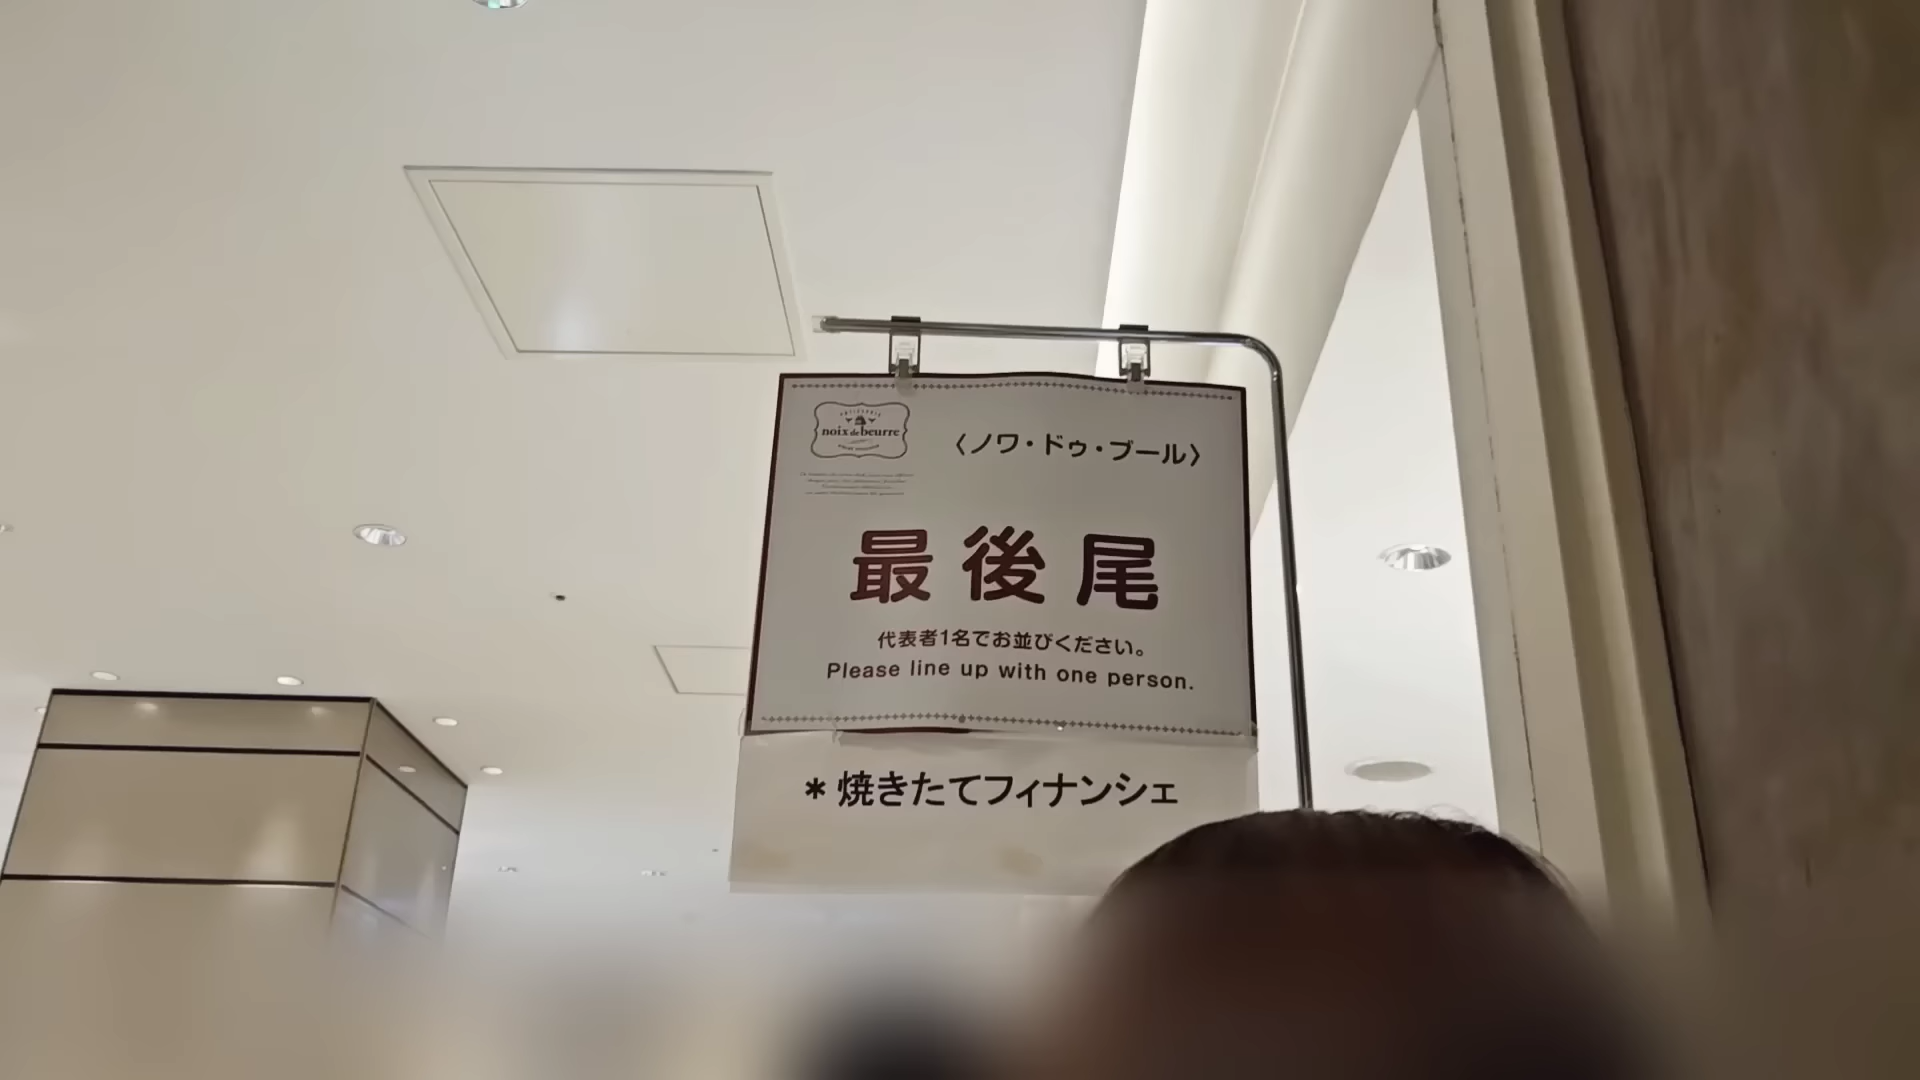 PATISSERIE
noix de beurre
〈ノワ・ドゥ・ブール〉
最後尾
代表者1名でお並びください。
Please line up with one person.
*焼きたてフィナンシェ